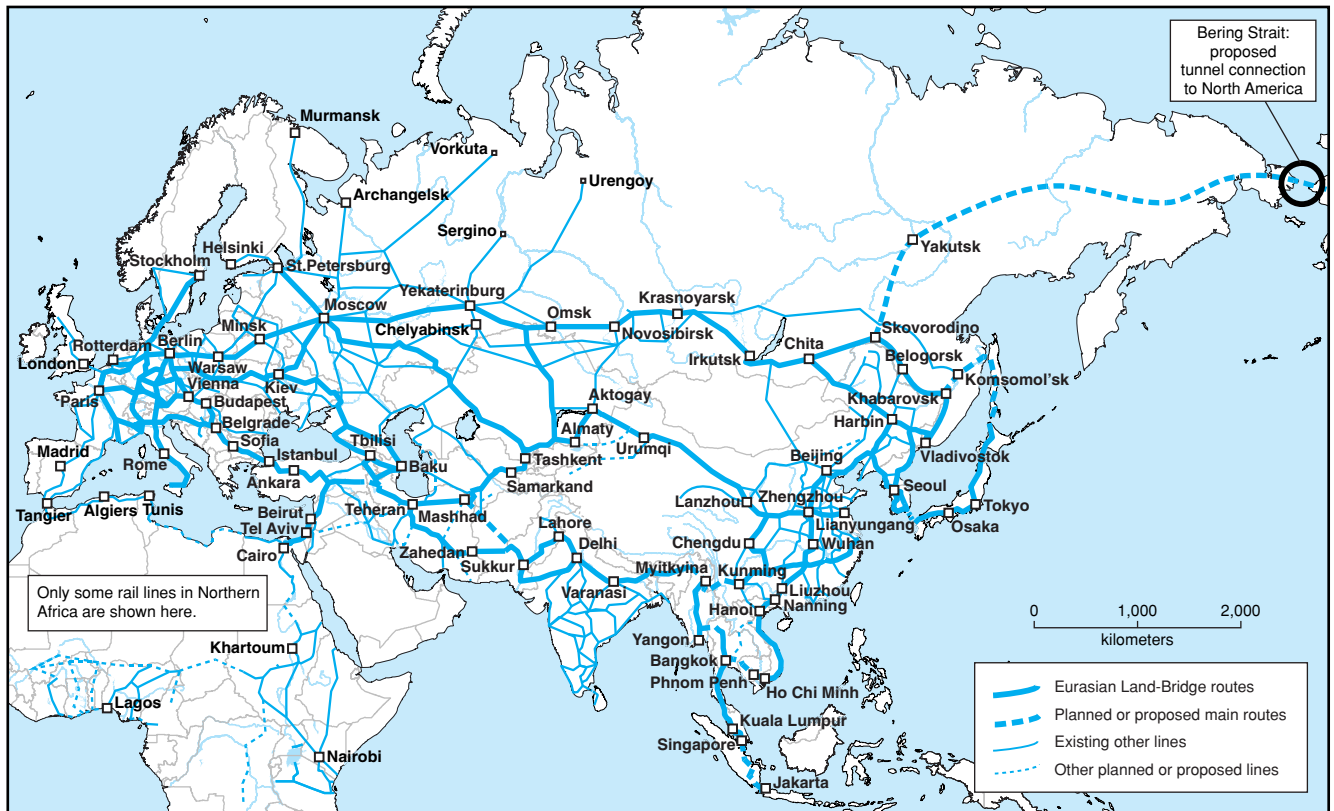 Bering Strait:
proposed
tunnel connection
to North America
Murmansk
Vorkuta
Urengoy
Archangelsk
Sergino
Yakutsk
Helsinki
Stockholm
St.Petersburg
Yekaterinburg
Krasnoyarsk
Moscow
Omsk
Chelyabinsk
Novosibirsk
Skovorodino
Minsk
Berlin
Rotterdam
London
Warsaw
Irkutsk
Chita
Belogorsk
Komsomol'sk
Vienna
Kiev
Paris
Budapest
Aktogay
Khabarovsk
Belgrade
Almaty
Harbin
Sofia
Tbilisi
Urumqi
Madrid
Rome
Istanbul
Baku
Tashkent
Beijing
Vladivostok
Ankara
Samarkand
Seoul
Tangier
Algiers
Tunis
Beirut
Teheran
Mashhad
Lanzhou
Zhengzhou
Tokyo
Tel Aviv
Lahore
Lianyungang
Osaka
Cairo
Zahedan
Delhi
Chengdu
Wuhan
Sukkur
Myitkyina
Kunming
Varanasi
Liuzhou
Nanning
Hanoi
Only some rail lines in Northern
Africa are shown here.
0 1,000 2,000
kilometers
Khartoum
Yangon
Bangkok
Phnom Penh
Ho Chi Minh
Lagos
Kuala Lumpur
Singapore
Nairobi
Jakarta
Eurasian Land-Bridge routes
Planned or proposed main routes
Existing other lines
Other planned or proposed lines